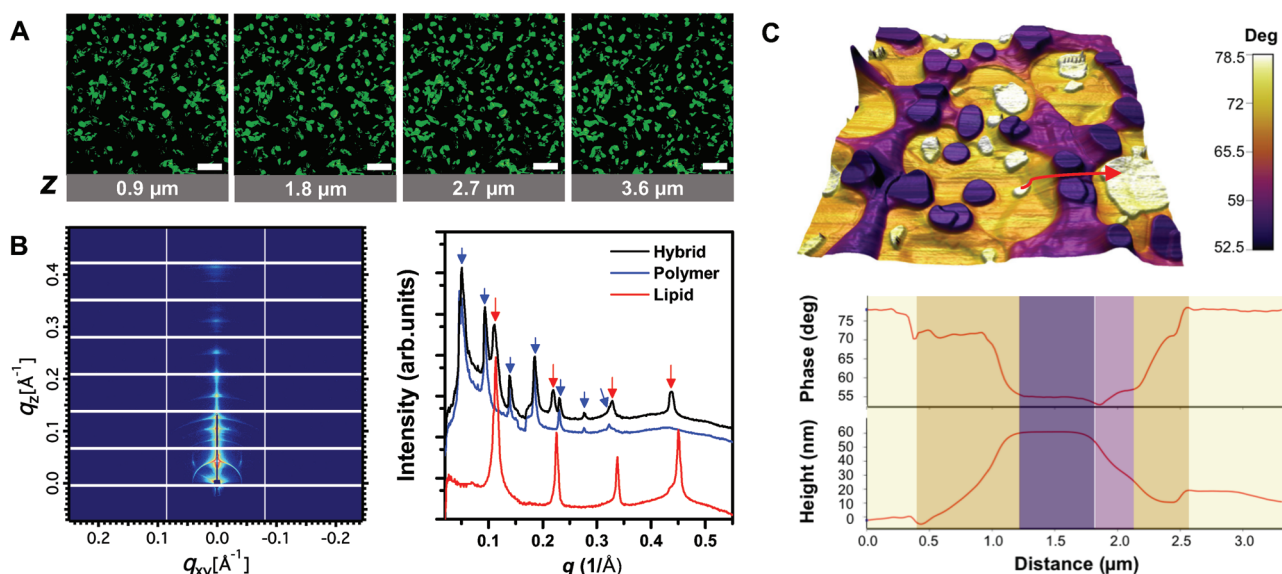 A
Z
0.9 µm
1.8 µm
2.7 µm
3.6 µm
B
qz[Å⁻¹]
0.4
0.3
0.2
0.1
0.0
0.2 0.1 0.0 -0.1 -0.2
qxy[Å⁻¹]
Intensity (arb.units)
Hybrid
Polymer
Lipid
0.1 0.2 0.3 0.4 0.5
q (1/Å)
C
Deg
78.5
72
65.5
59
52.5
Phase (deg)
75
70
65
60
55
Height (nm)
60
50
40
30
20
10
0
0.0 0.5 1.0 1.5 2.0 2.5 3.0
Distance (µm)